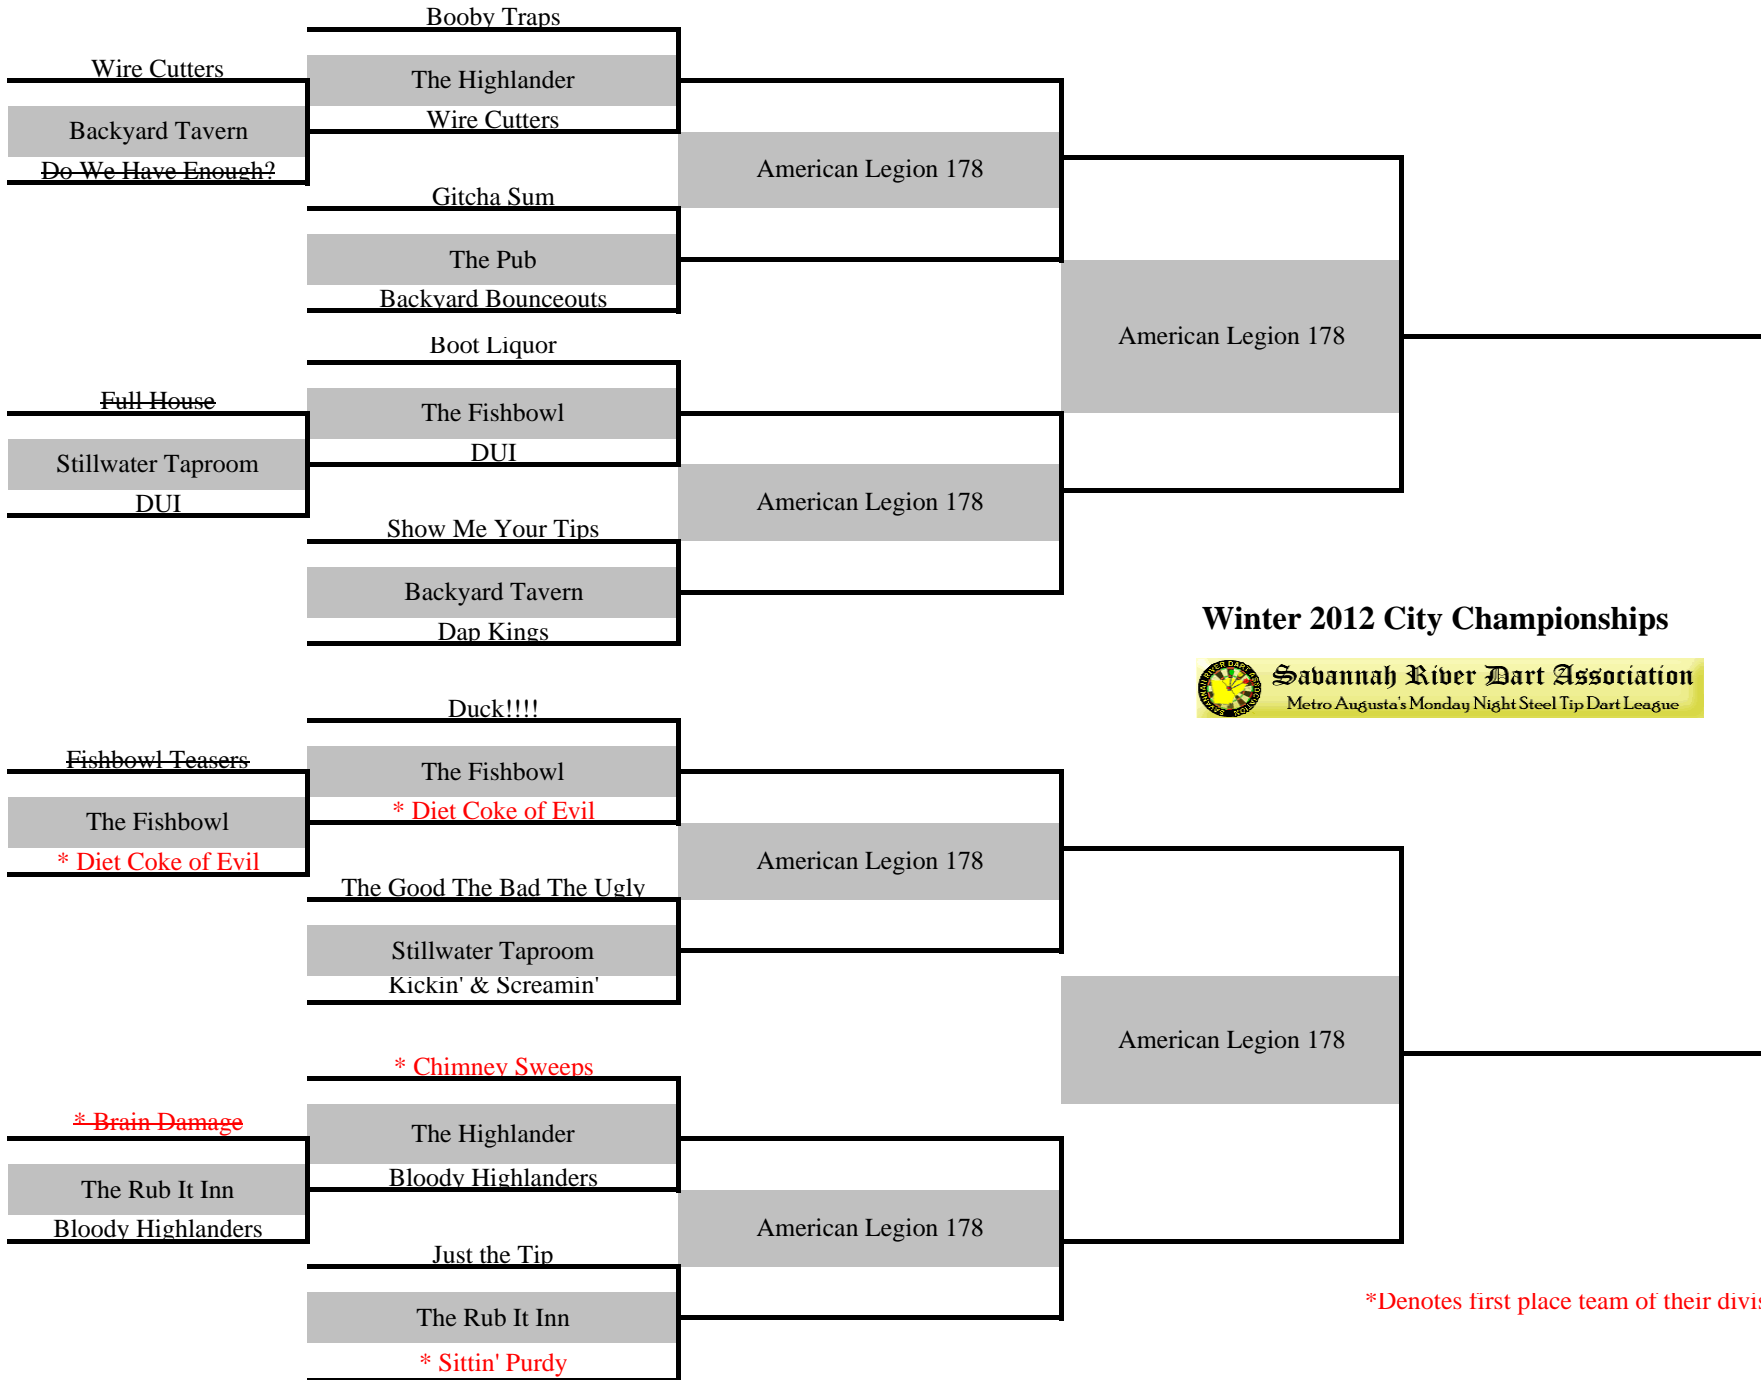 Booby Traps
Wire Cutters
The Highlander
Wire Cutters
Backyard Tavern
Do We Have Enough?
American Legion 178
Gitcha Sum
The Pub
Backyard Bounceouts
American Legion 178
Boot Liquor
Full House
The Fishbowl
DUI
Stillwater Taproom
DUI
American Legion 178
Show Me Your Tips
Backyard Tavern
Dap Kings
Winter 2012 City Championships
Savannah River Dart Association
Metro Augusta's Monday Night Steel Tip Dart League
Duck!!!!
Fishbowl Teasers
The Fishbowl
* Diet Coke of Evil
The Fishbowl
* Diet Coke of Evil
American Legion 178
The Good The Bad The Ugly
Stillwater Taproom
Kickin' & Screamin'
American Legion 178
* Chimney Sweeps
* Brain Damage
The Highlander
Bloody Highlanders
The Rub It Inn
Bloody Highlanders
American Legion 178
Just the Tip
The Rub It Inn
* Sittin' Purdy
*Denotes first place team of their divis